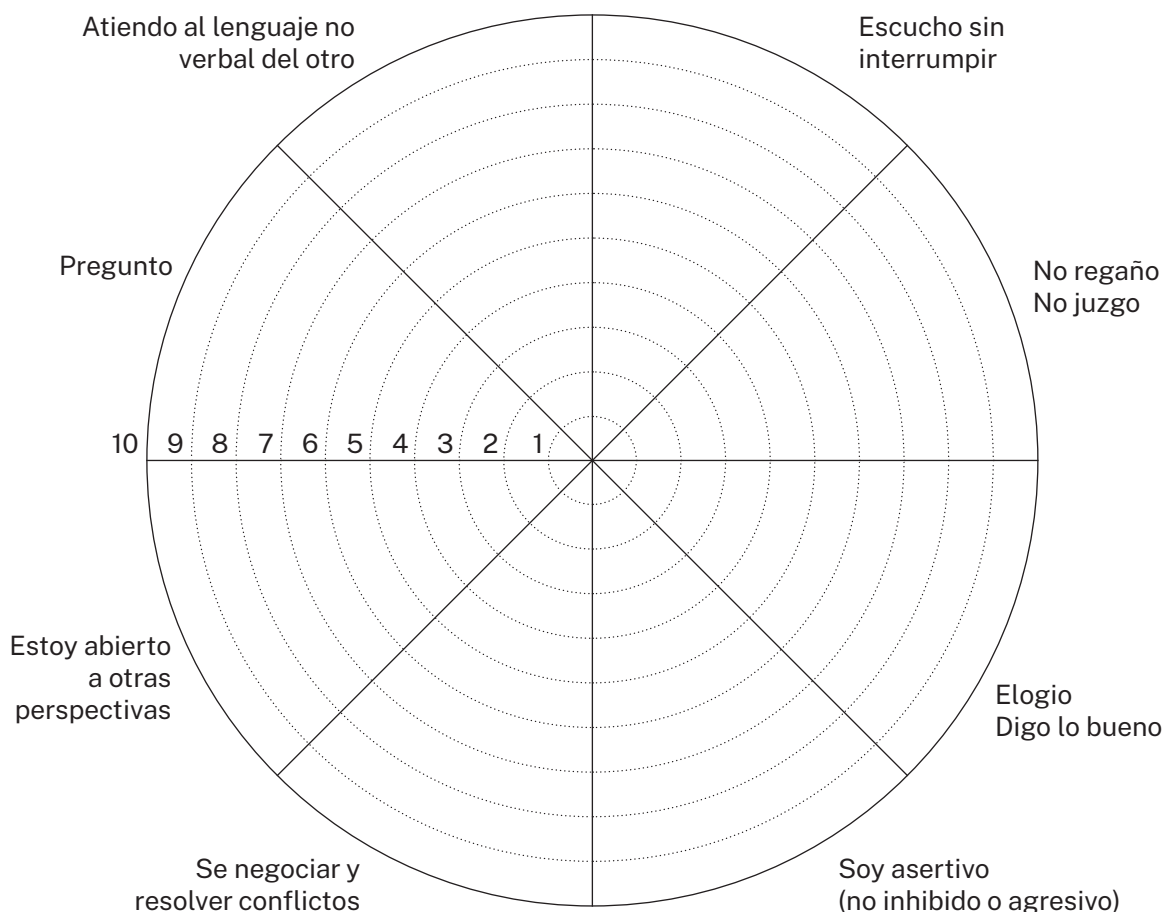 Atiendo al lenguaje no
verbal del otro
Escucho sin
interrumpir
Pregunto
No regaño
No juzgo
10 9 8 7 6 5 4 3 2 1
Estoy abierto
a otras
perspectivas
Elogio
Digo lo bueno
Se negociar y
resolver conflictos
Soy asertivo
(no inhibido o agresivo)